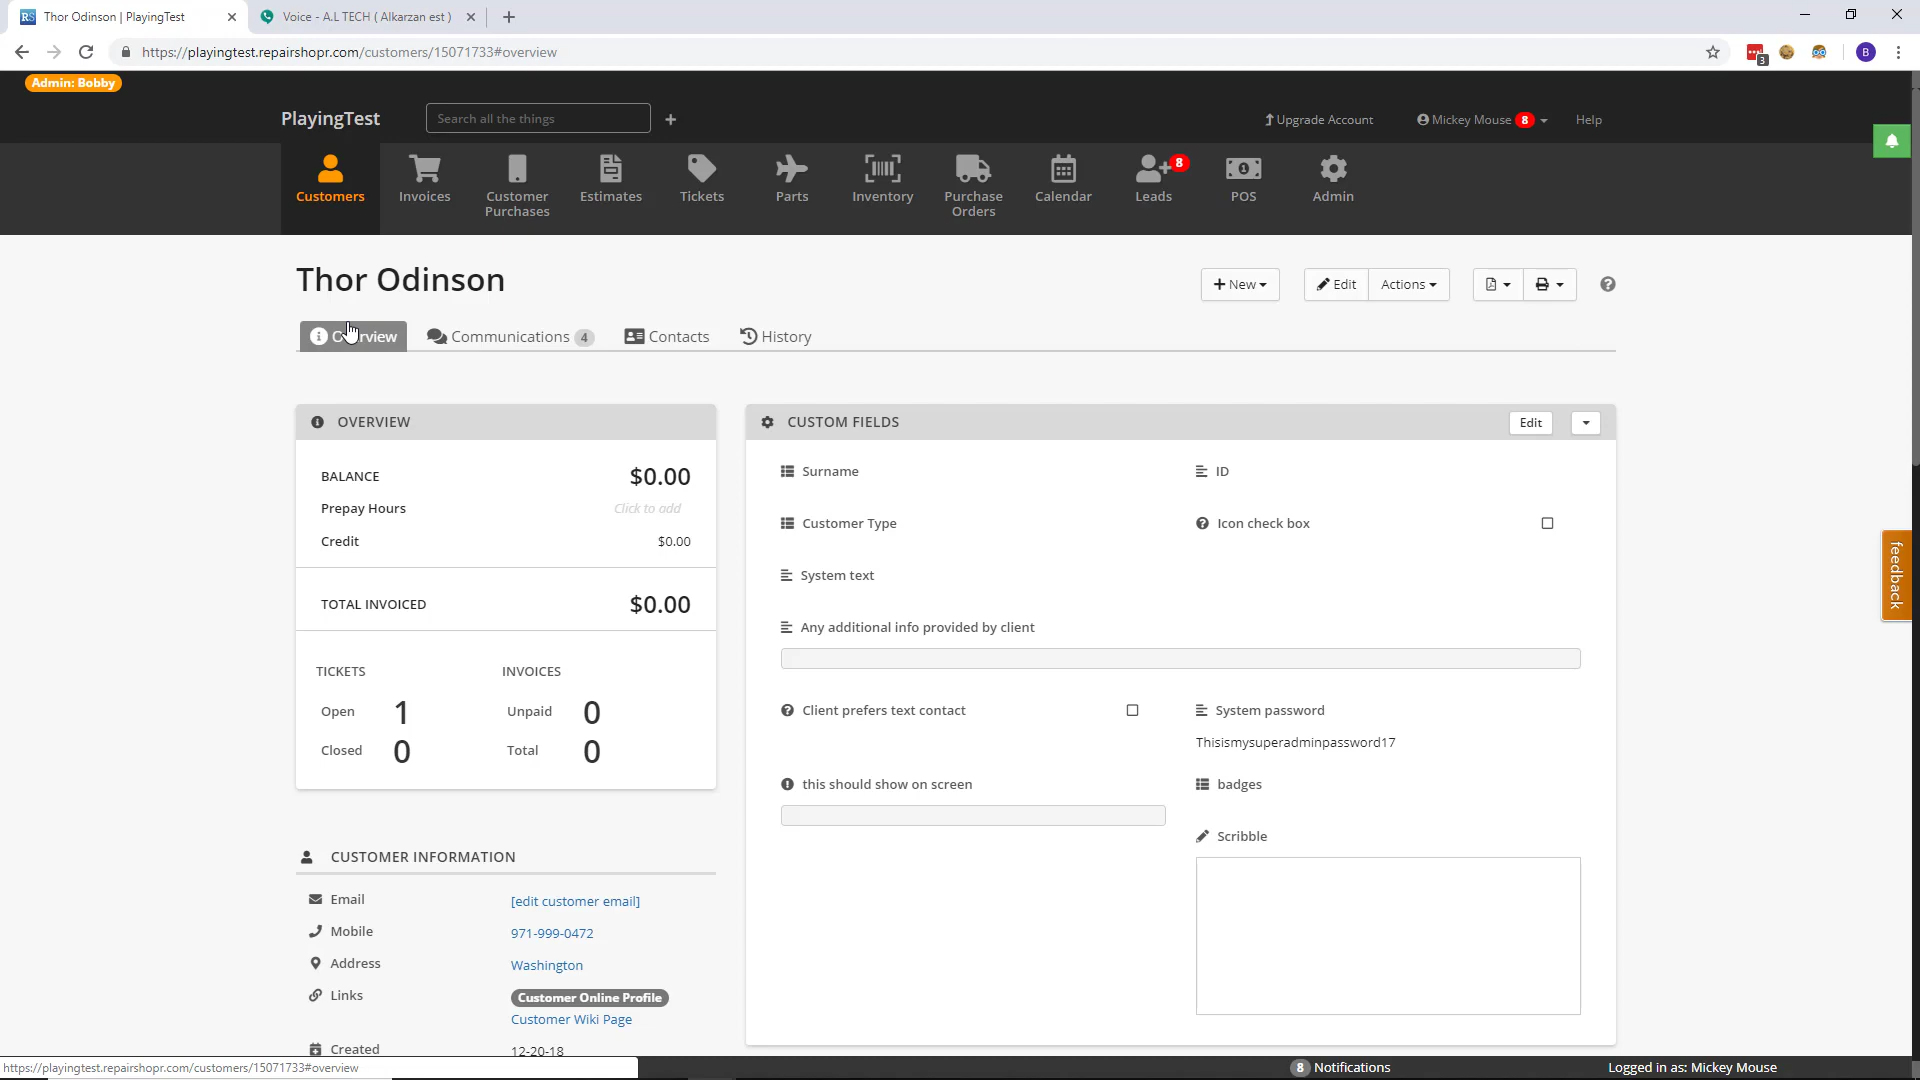 Thor Odinson | PlayingTest
Voice - A.L TECH ( Alkarzan est )
https://playingtest.repairshopr.com/customers/15071733#overview
3
B
Admin: Bobby
PlayingTest
Search all the things
Upgrade Account
Mickey Mouse 8
Help
Customers
Invoices
Customer
Purchases
Estimates
Tickets
Parts
Inventory
Purchase
Orders
Calendar
8
Leads
POS
Admin
Thor Odinson
+ New
Edit
Actions
Overview
Communications 4
Contacts
History
OVERVIEW
BALANCE $0.00
Prepay Hours Click to add
Credit $0.00
TOTAL INVOICED $0.00
TICKETS INVOICES
Open 1 Unpaid 0
Closed 0 Total 0
CUSTOMER INFORMATION
Email [edit customer email]
Mobile 971-999-0472
Address Washington
Links Customer Online Profile
Customer Wiki Page
Created 12-20-18
CUSTOM FIELDS Edit
Surname
ID
Customer Type
Icon check box
System text
Any additional info provided by client
Client prefers text contact
System password
Thisismysuperadminpassword17
this should show on screen
badges
Scribble
feedback
https://playingtest.repairshopr.com/customers/15071733#overview
8 Notifications
Logged in as: Mickey Mouse